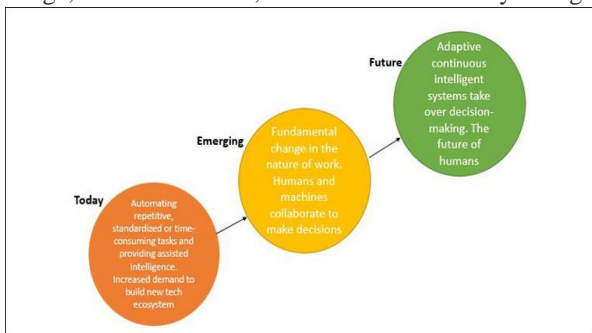 Future
Adaptive
continuous
intelligent
systems take
over decision-
making. The
future of
humans
Emerging
Fundamental
change in the
nature of work.
Humans and
machines
collaborate to
make decisions
Today
Automating
repetitive,
standardized or time-
consuming tasks and
providing assisted
intelligence.
Increased demand to
build new tech
ecosystem